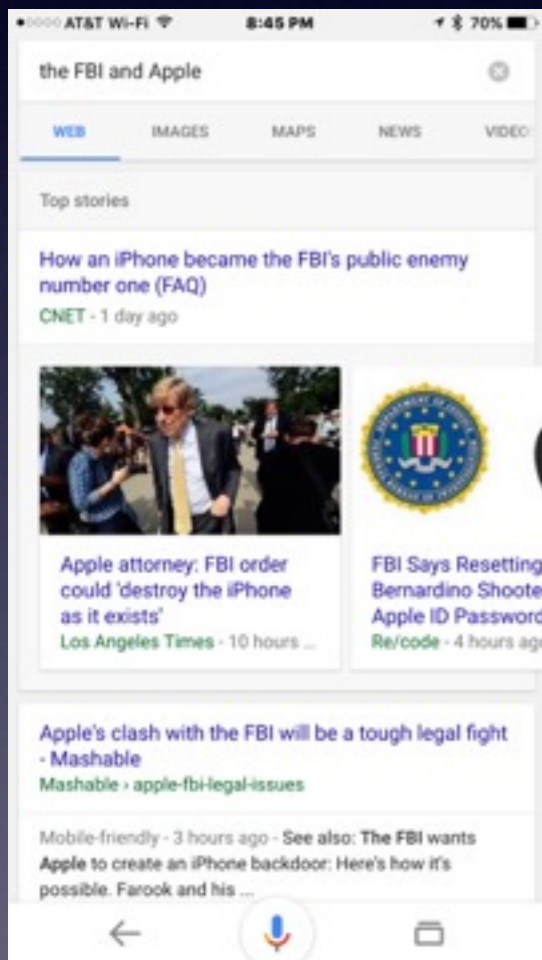 AT&T Wi-Fi 8:45 PM 70%
the FBI and Apple
WEB IMAGES MAPS NEWS VIDEO
Top stories
How an iPhone became the FBI's public enemy
number one (FAQ)
CNET - 1 day ago
Apple attorney: FBI order
could 'destroy the iPhone
as it exists'
Los Angeles Times - 10 hours ...
FBI Says Resetting
Bernardino Shoote
Apple ID Password
Re/code - 4 hours ago
Apple's clash with the FBI will be a tough legal fight
- Mashable
Mashable › apple-fbi-legal-issues
Mobile-friendly - 3 hours ago - See also: The FBI wants
Apple to create an iPhone backdoor: Here's how it's
possible. Farook and his ...